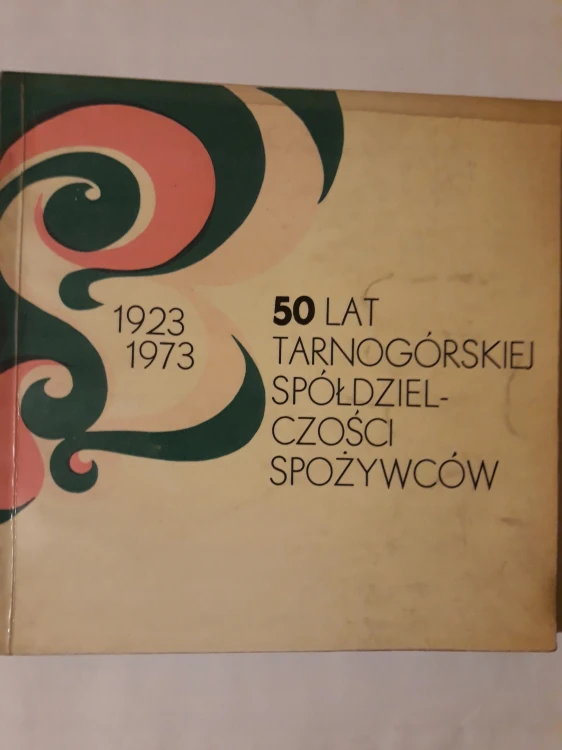 1923
1973
50 LAT
TARNOGÓRSKIEJ
SPÓŁDZIEL-
CZOŚCI
SPOŻYWCÓW